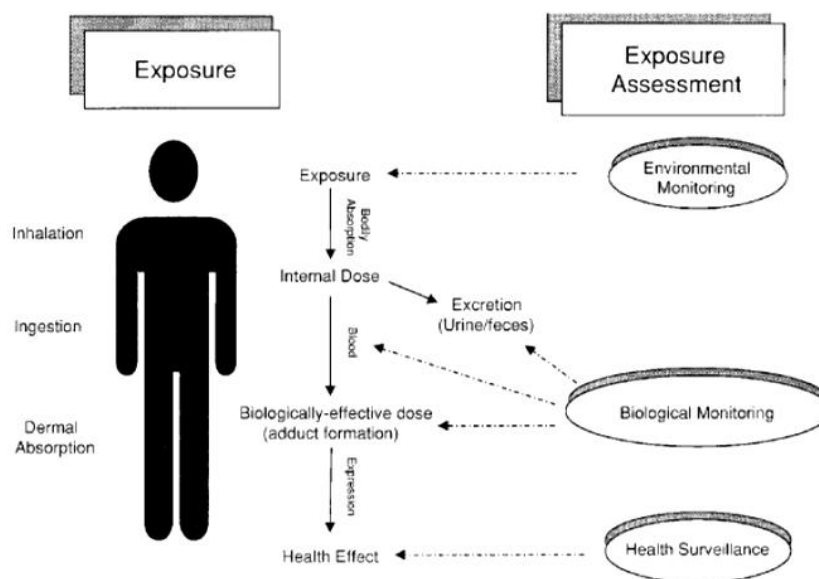 Exposure
Exposure
Assessment
Inhalation
Ingestion
Dermal
Absorption
Exposure
Bodily
Absorption
Internal Dose
Excretion
(Urine/feces)
Blood
Biologically-effective dose
(adduct formation)
Expression
Health Effect
Environmental
Monitoring
Biological Monitoring
Health Surveillance